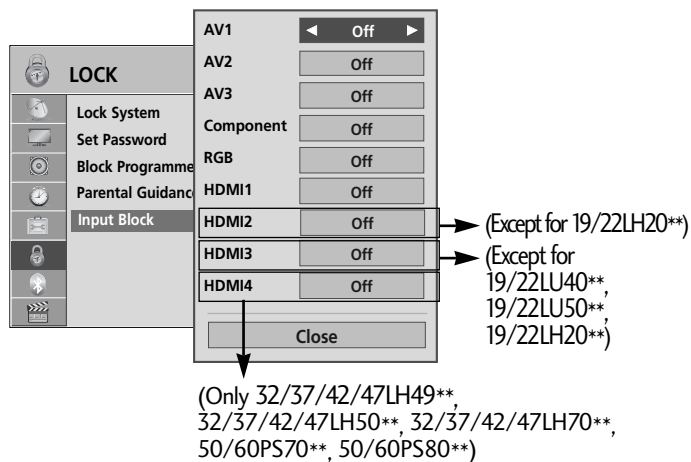 LOCK
Lock System
Set Password
Block Programme
Parental Guidanc
Input Block
AV1 ◄ Off ►
AV2 Off
AV3 Off
Component Off
RGB Off
HDMI1 Off
HDMI2 Off
HDMI3 Off
HDMI4 Off
Close
(Except for 19/22LH20**)
(Except for
19/22LU40**,
19/22LU50**,
19/22LH20**)
(Only 32/37/42/47LH49**,
32/37/42/47LH50**, 32/37/42/47LH70**,
50/60PS70**, 50/60PS80**)